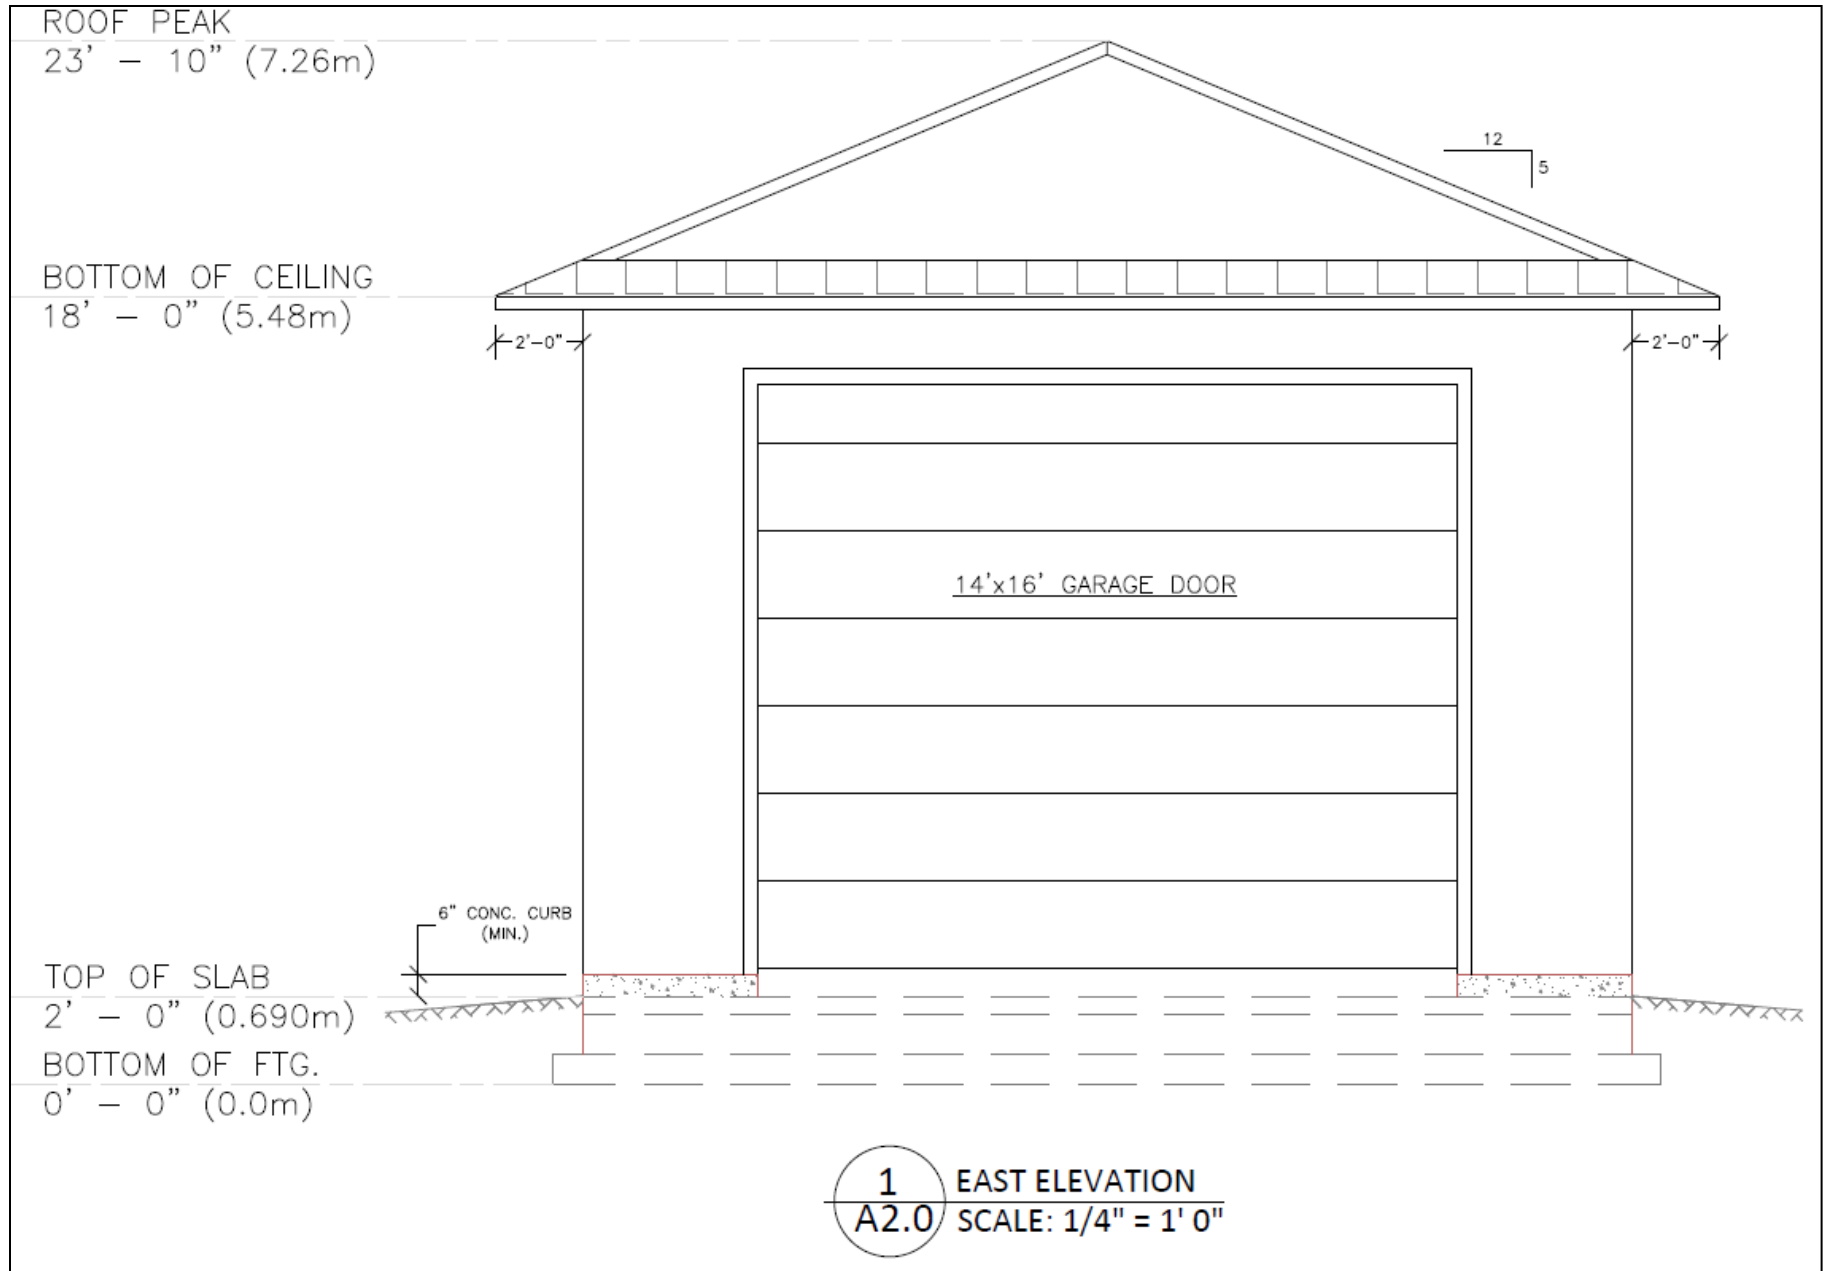 ROOF PEAK
23' – 10" (7.26m)
12
5
BOTTOM OF CEILING
18' – 0" (5.48m)
2'–0"
2'–0"
14'x16' GARAGE DOOR
6" CONC. CURB
(MIN.)
TOP OF SLAB
2' – 0" (0.690m)
BOTTOM OF FTG.
0' – 0" (0.0m)
1
A2.0
EAST ELEVATION
SCALE: 1/4" = 1' 0"